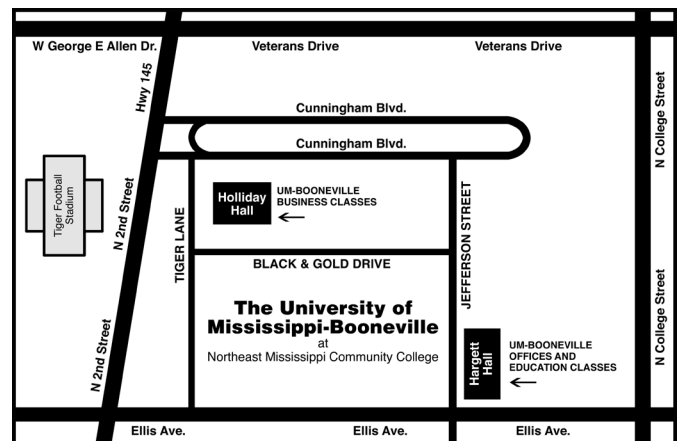 W George E Allen Dr.
Veterans Drive
Veterans Drive
Hwy 145
N College Street
Cunningham Blvd.
Cunningham Blvd.
Tiger Football
Stadium
N 2nd Street
TIGER LANE
Holliday
Hall
UM-BOONEVILLE
BUSINESS CLASSES
JEFFERSON STREET
BLACK & GOLD DRIVE
The University of
Mississippi-Booneville
at
Northeast Mississippi Community College
N 2nd Street
Hargett
Hall
UM-BOONEVILLE
OFFICES AND
EDUCATION CLASSES
N College Street
Ellis Ave.
Ellis Ave.
Ellis Ave.